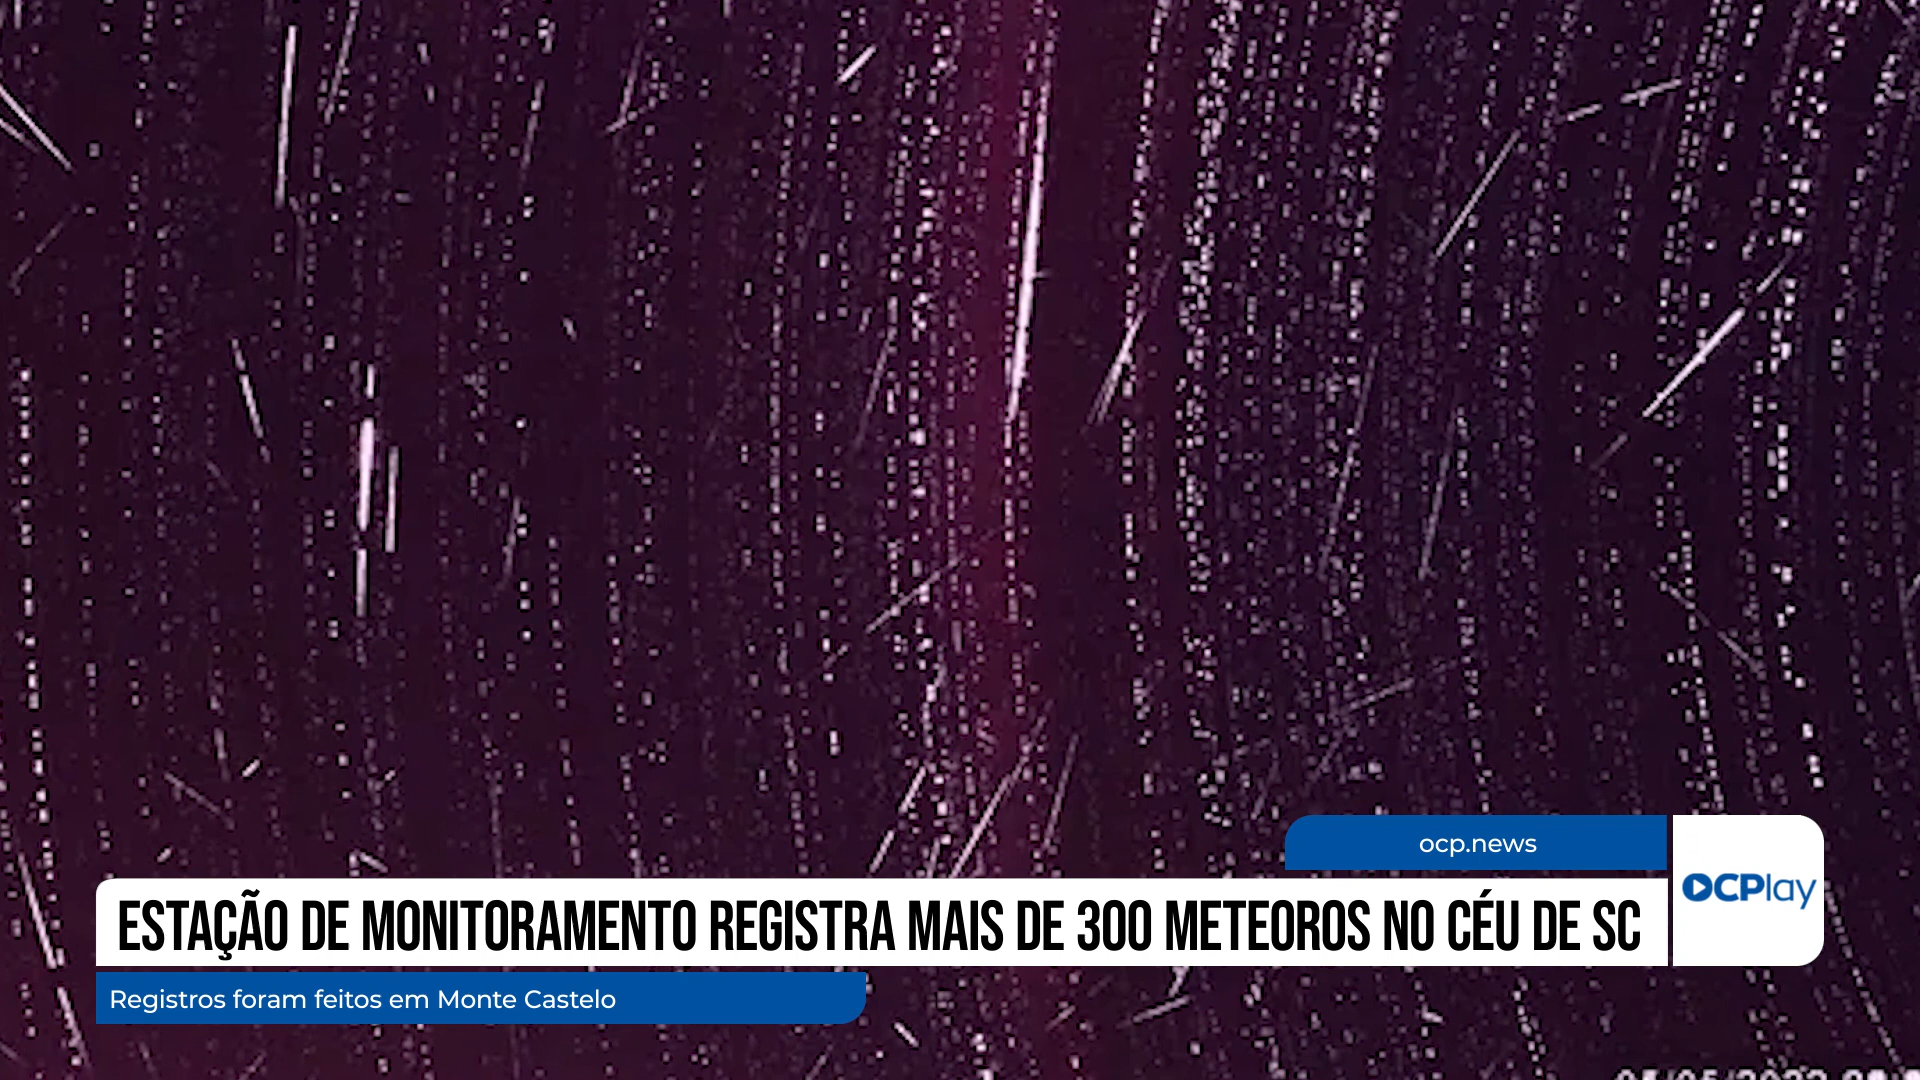 ocp.news
OCPlay
ESTAÇÃO DE MONITORAMENTO REGISTRA MAIS DE 300 METEOROS NO CÉU DE SC
Registros foram feitos em Monte Castelo